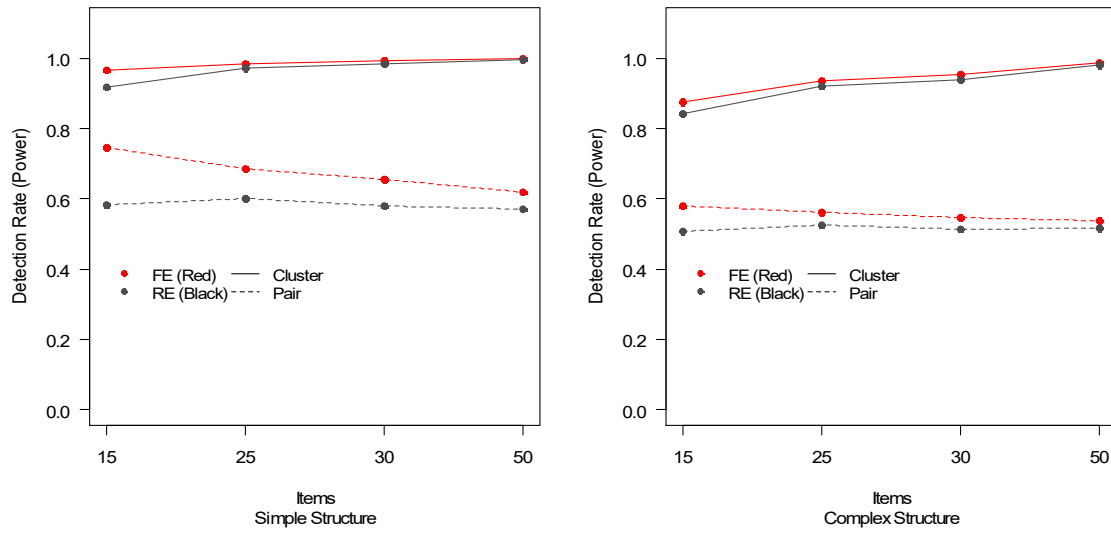 Detection Rate (Power)
1.0
0.8
0.6
0.4
0.2
0.0
FE (Red) Cluster
RE (Black) Pair
15 25 30 50
Items
Simple Structure
Detection Rate (Power)
1.0
0.8
0.6
0.4
0.2
0.0
FE (Red) Cluster
RE (Black) Pair
15 25 30 50
Items
Complex Structure